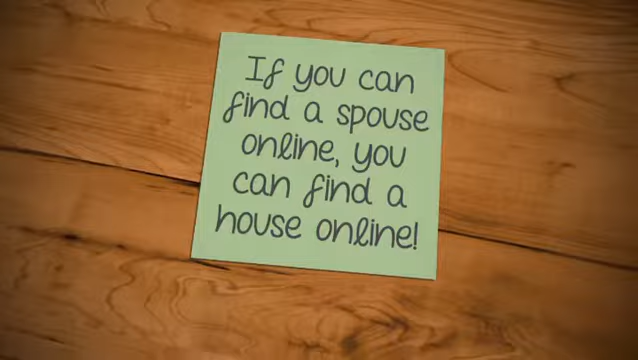 If you can
find a spouse
online, you
can find a
house online!